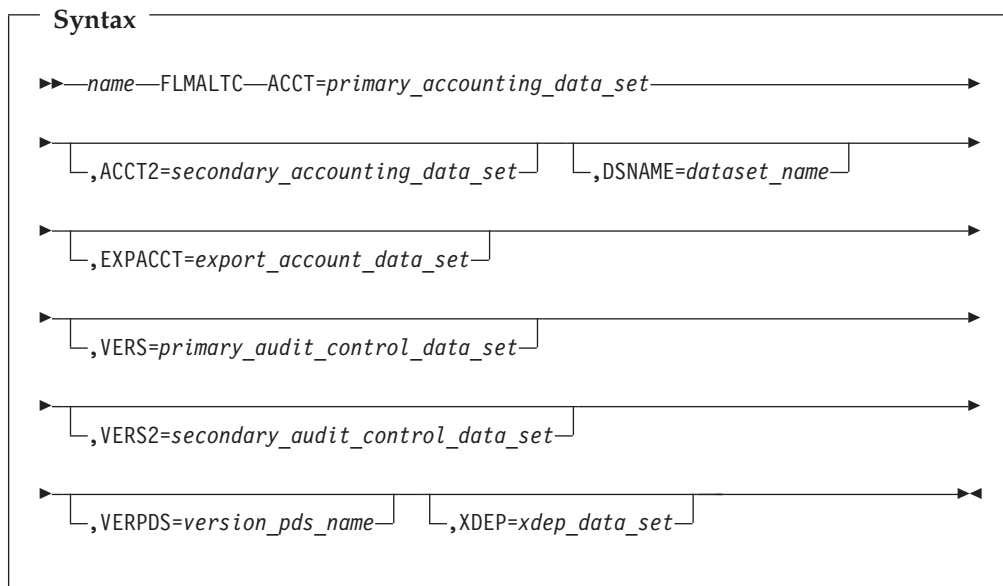 Syntax
name FLMALTC ACCT=primary_accounting_data_set
,ACCT2=secondary_accounting_data_set ,DSNAME=dataset_name
,EXPACCT=export_account_data_set
,VERS=primary_audit_control_data_set
,VERS2=secondary_audit_control_data_set
,VERPDS=version_pds_name ,XDEP=xdep_data_set